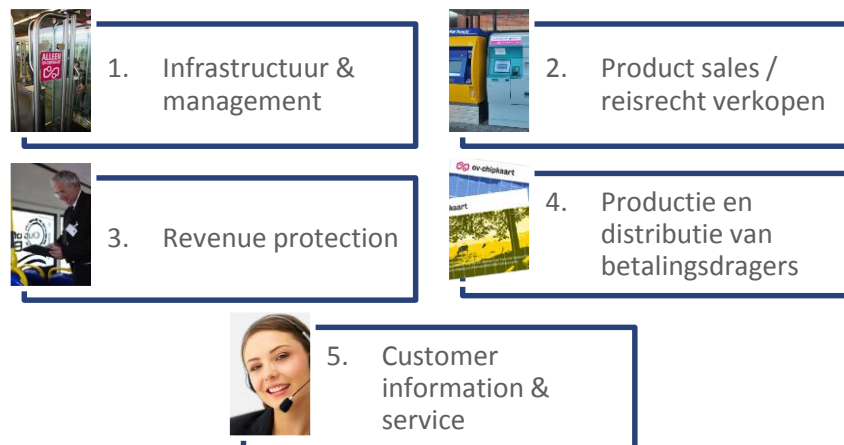 ALLEEN
1. Infrastructuur &
management
2. Product sales /
reisrecht verkopen
3. Revenue protection
ov-chipkaart
kaart
4. Productie en
distributie van
betalingsdragers
5. Customer
information &
service